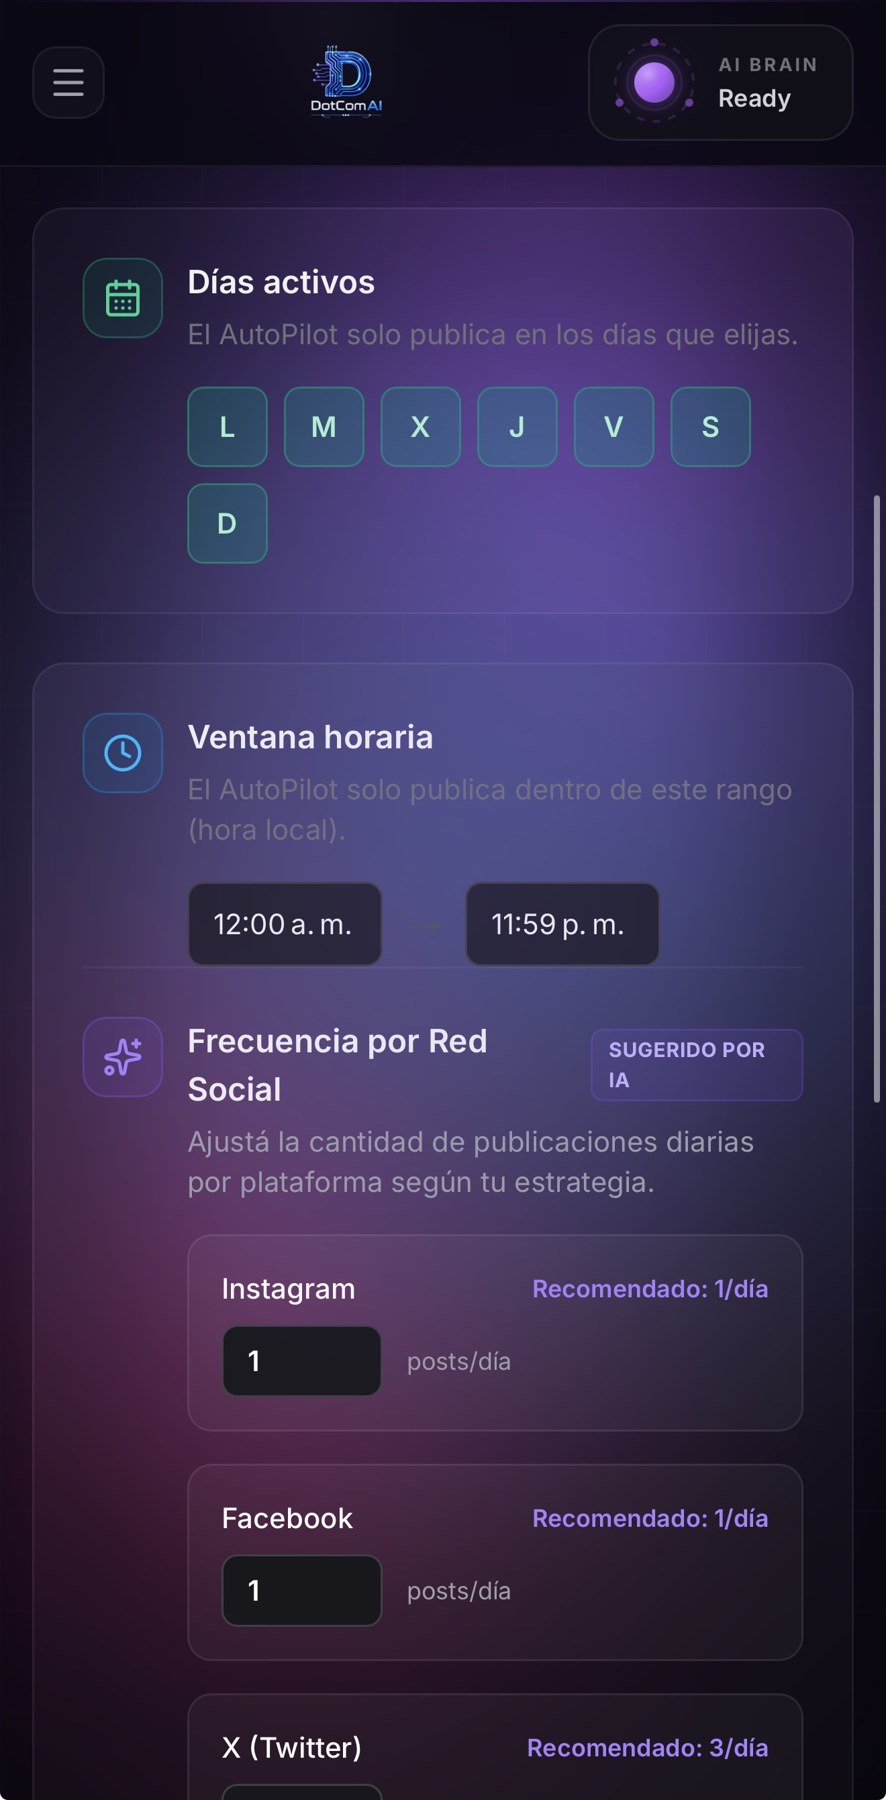 DotComAI
AI BRAIN
Ready
Días activos
El AutoPilot solo publica en los días que elijas.
L M X J V S
D
Ventana horaria
El AutoPilot solo publica dentro de este rango
(hora local).
12:00 a. m. 11:59 p. m.
Frecuencia por Red
Social
SUGERIDO POR
IA
Ajustá la cantidad de publicaciones diarias
por plataforma según tu estrategia.
Instagram Recomendado: 1/día
1 posts/día
Facebook Recomendado: 1/día
1 posts/día
X (Twitter) Recomendado: 3/día